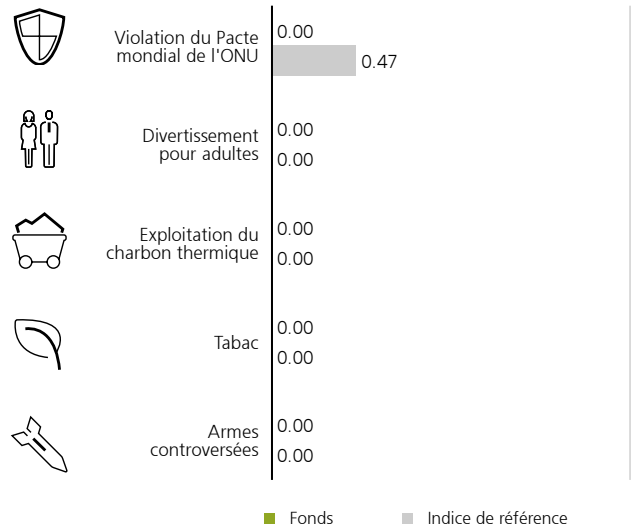 Violation du Pacte
mondial de l'ONU
0.00
0.47
Divertissement
pour adultes
0.00
0.00
Exploitation du
charbon thermique
0.00
0.00
Tabac
0.00
0.00
Armes
controversées
0.00
0.00
Fonds
Indice de référence